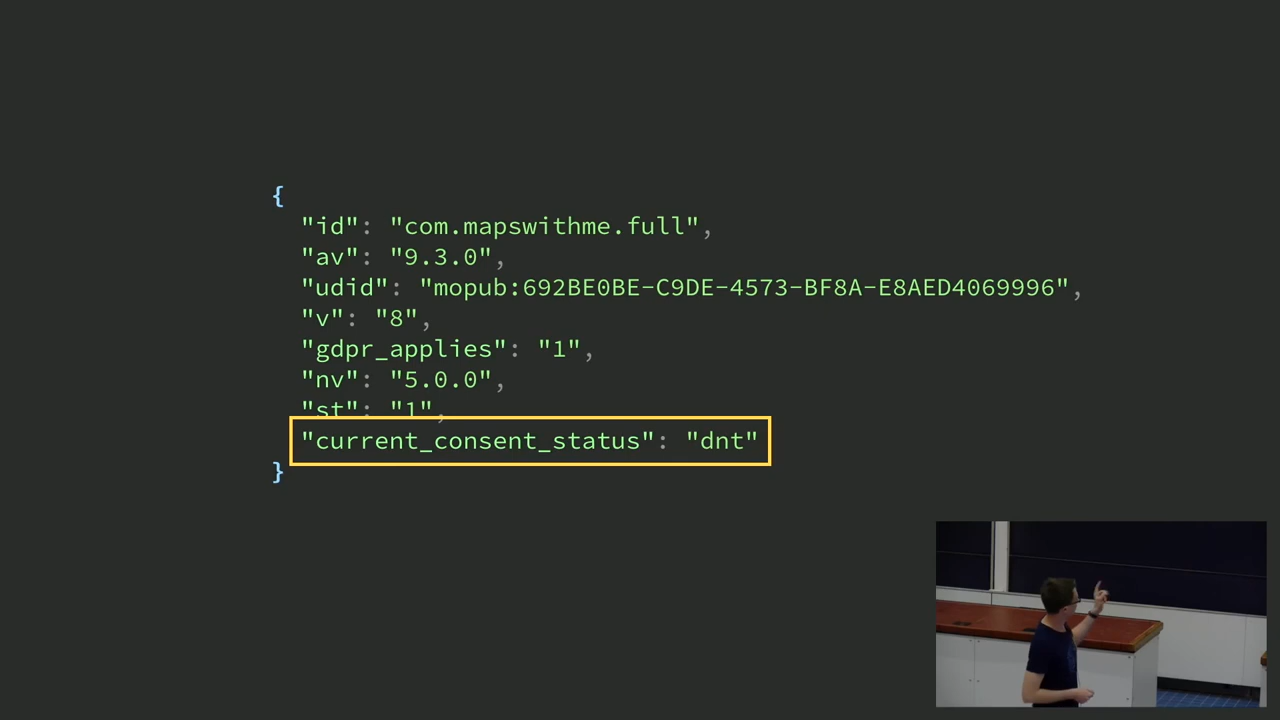 {
"id": "com.mapswithme.full",
"av": "9.3.0",
"udid": "mopub:692BE0BE-C9DE-4573-BF8A-E8AED4069996",
"v": "8",
"gdpr_applies": "1",
"nv": "5.0.0",
"st": "1",
"current_consent_status": "dnt"
}